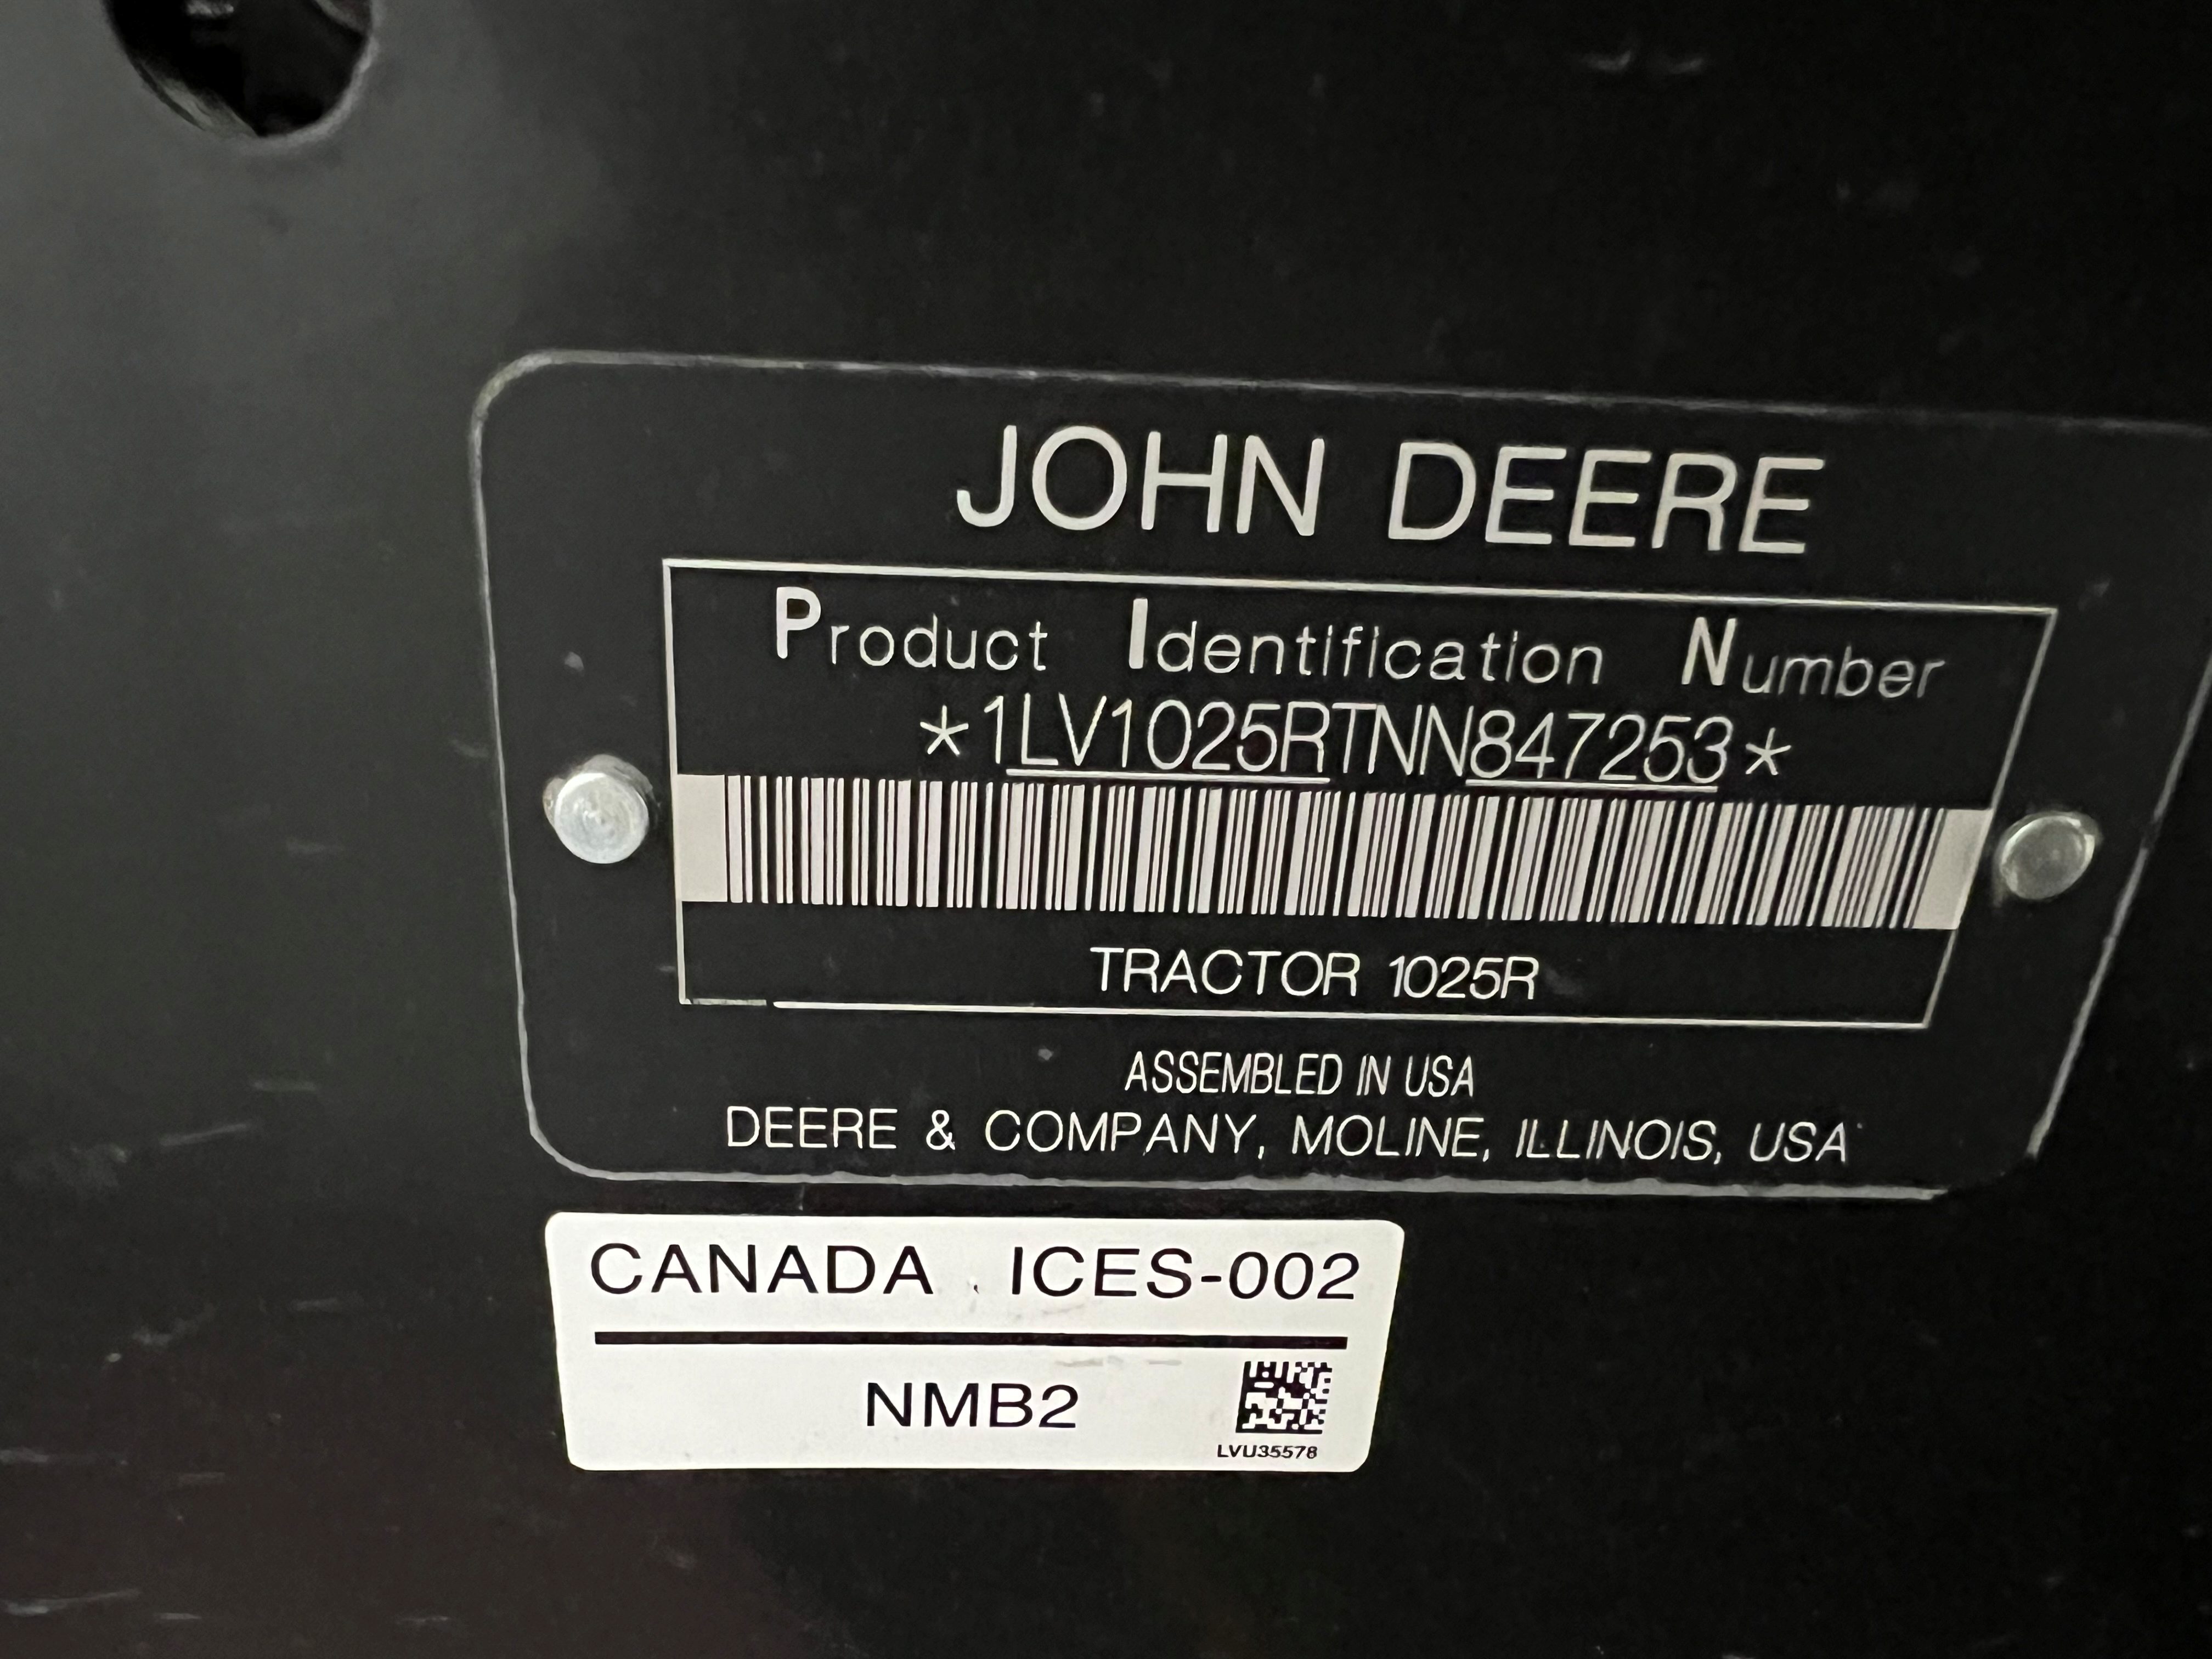 JOHN DEERE
Product Identification Number
*1LV1025RTNN847253*
TRACTOR 1025R
ASSEMBLED IN USA
DEERE & COMPANY, MOLINE, ILLINOIS, USA
CANADA ICES-002
NMB2
LVU35578